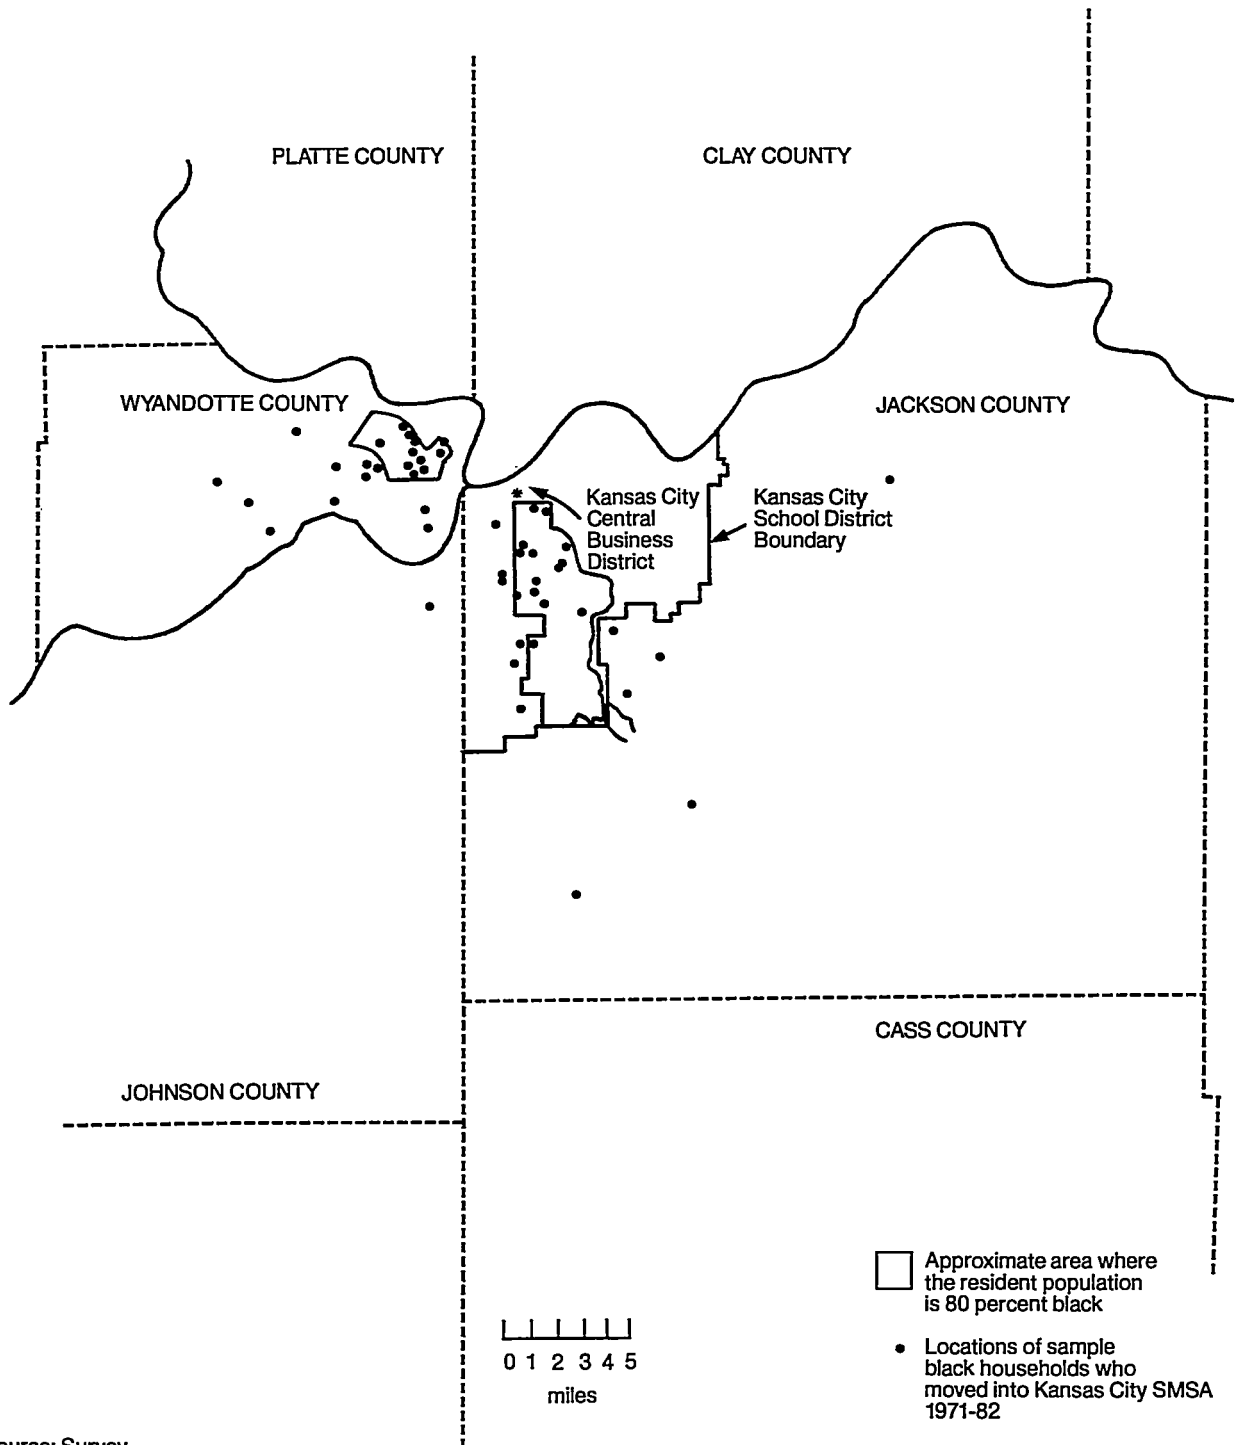 PLATTE COUNTY
CLAY COUNTY
WYANDOTTE COUNTY
JACKSON COUNTY
Kansas City
Central
Business
District
Kansas City
School District
Boundary
CASS COUNTY
JOHNSON COUNTY
Approximate area where
the resident population
is 80 percent black
0 1 2 3 4 5
miles
Locations of sample
black households who
moved into Kansas City SMSA
1971-82
Survey